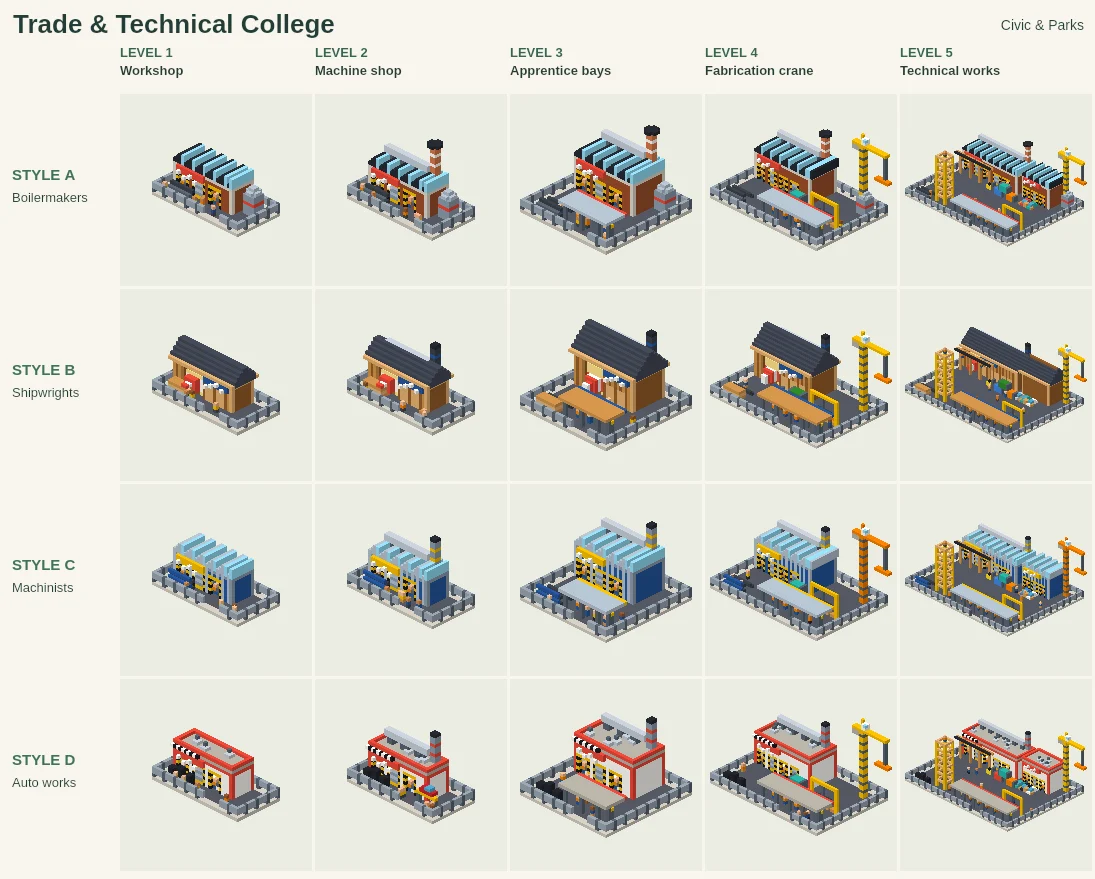 Trade & Technical College
Civic & Parks
LEVEL 1
Workshop
LEVEL 2
Machine shop
LEVEL 3
Apprentice bays
LEVEL 4
Fabrication crane
LEVEL 5
Technical works
STYLE A
Boilermakers
STYLE B
Shipwrights
STYLE C
Machinists
STYLE D
Auto works